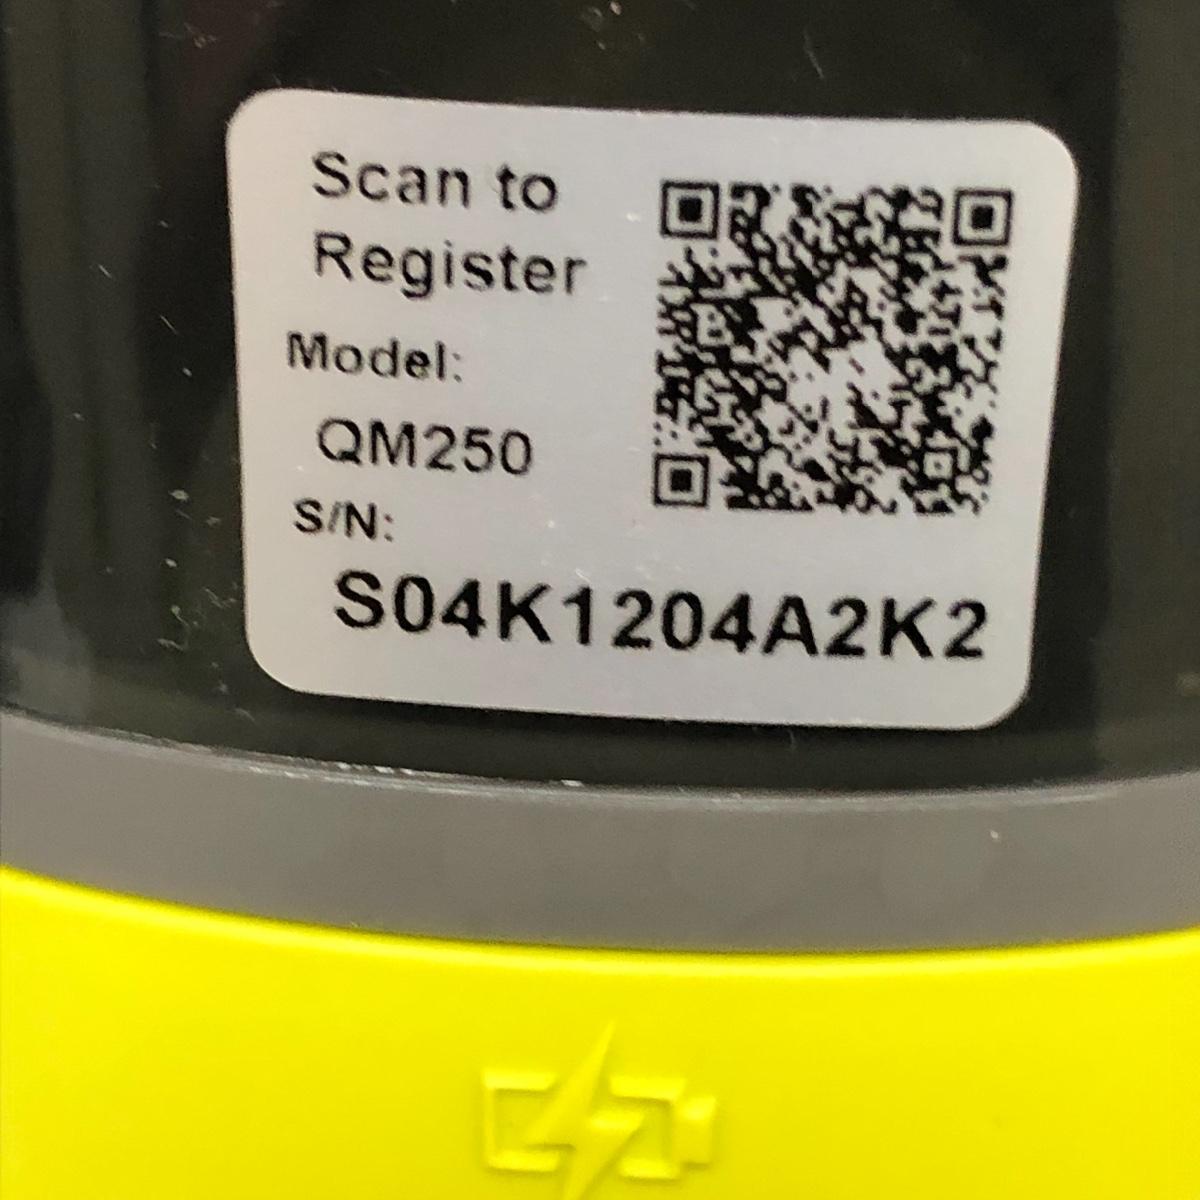 Scan to
Register
Model:
QM250
S/N:
S04K1204A2K2